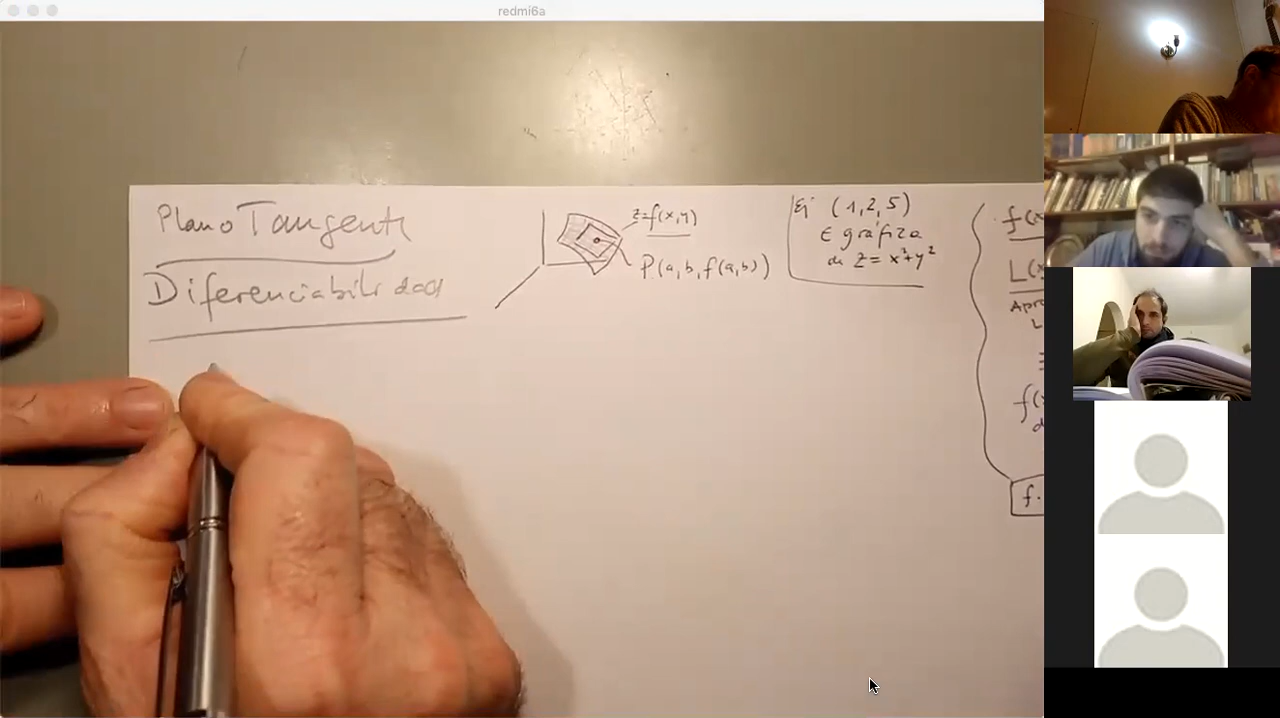 redmi6a
Plano Tangente
Diferenciabilidad
z=f(x,y)
P(a,b,f(a,b))
Ej (1,2,5)
∈ gráfica
de z = x²+y²
f(x
L(x
Apro
L
f(x
d
f.